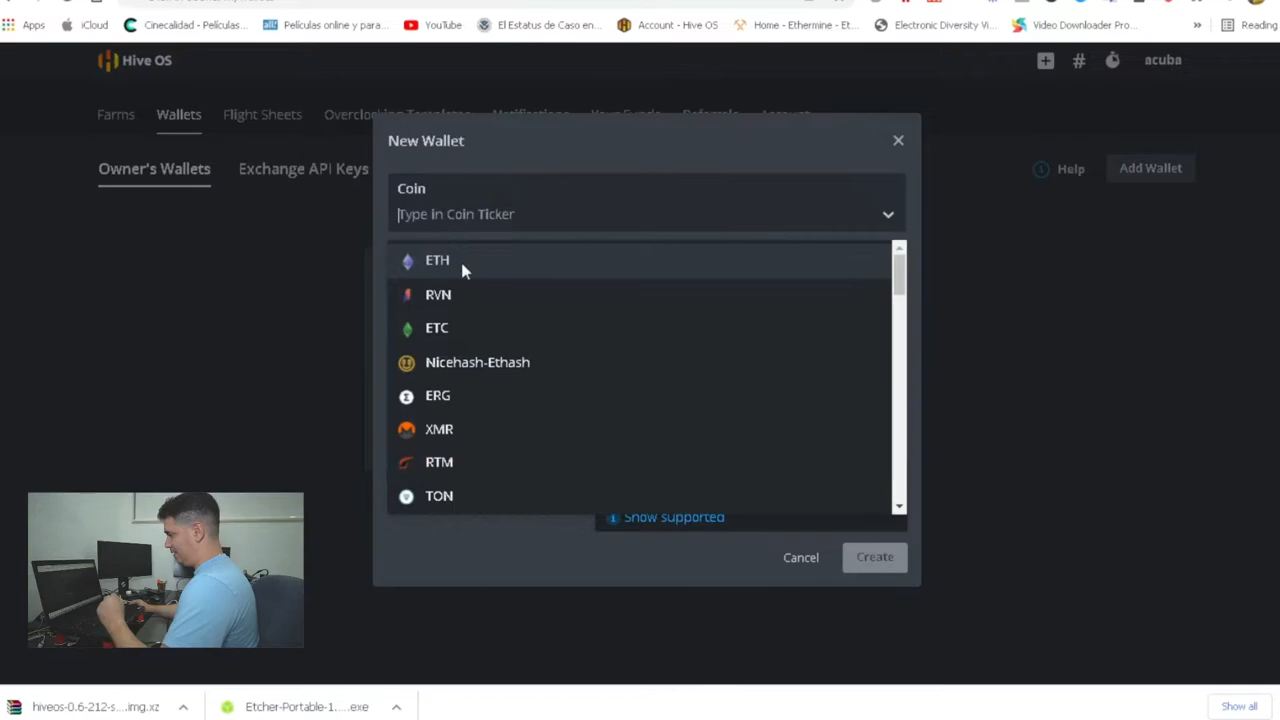 Apps
iCloud
Cinecalidad - Películas...
Películas online y para...
YouTube
El Estatus de Caso en...
Account - Hive OS
Home - Ethermine - Et...
Electronic Diversity Vi...
Video Downloader Pro...
»
Reading
Hive OS
acuba
Farms
Wallets
Flight Sheets
New Wallet
Owner's Wallets
Exchange API Keys
Help
Add Wallet
Coin
Type in Coin Ticker
ETH
RVN
ETC
Nicehash-Ethash
ERG
XMR
RTM
TON
Show supported
Cancel
Create
hiveos-0.6-212-s....img.xz
Etcher-Portable-1.....exe
Show all